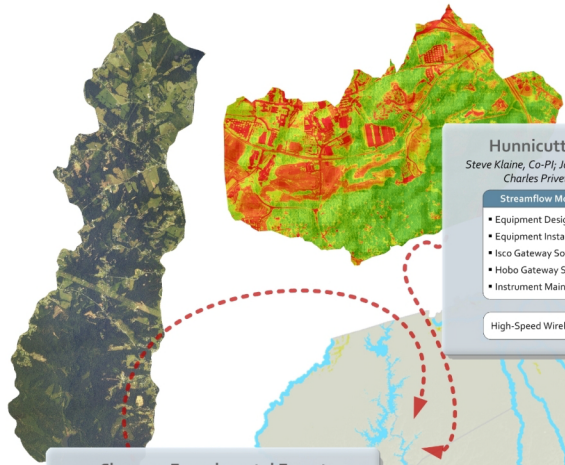 Hunnicutt
Steve Klaine, Co-PI; J
Charles Prive
Streamflow M
▪ Equipment Desig
▪ Equipment Insta
▪ Isco Gateway So
▪ Hobo Gateway S
▪ Instrument Main
High-Speed Wirel